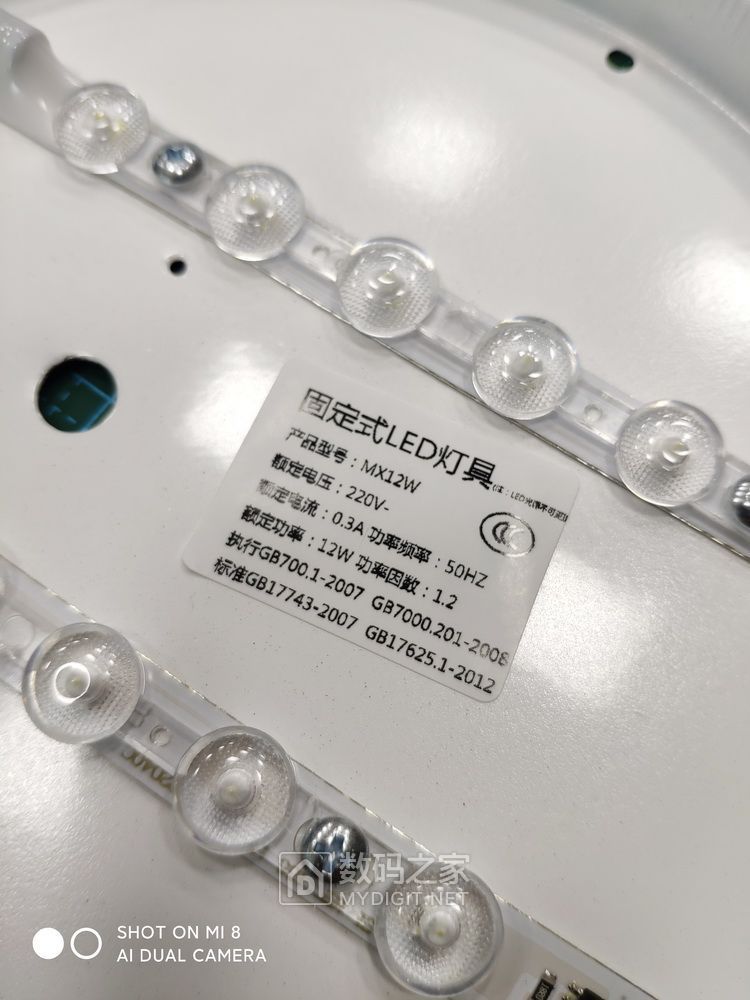 固定式LED灯具
产品型号：MX12W
额定电压：220V-
额定电流：0.3A 功率频率：50HZ
额定功率：12W 功率因数：1.2
执行GB700.1-2007 GB7000.201-2008
标准GB17743-2007 GB17625.1-2012
数码之家
MYDIGIT.NET
SHOT ON MI 8
AI DUAL CAMERA